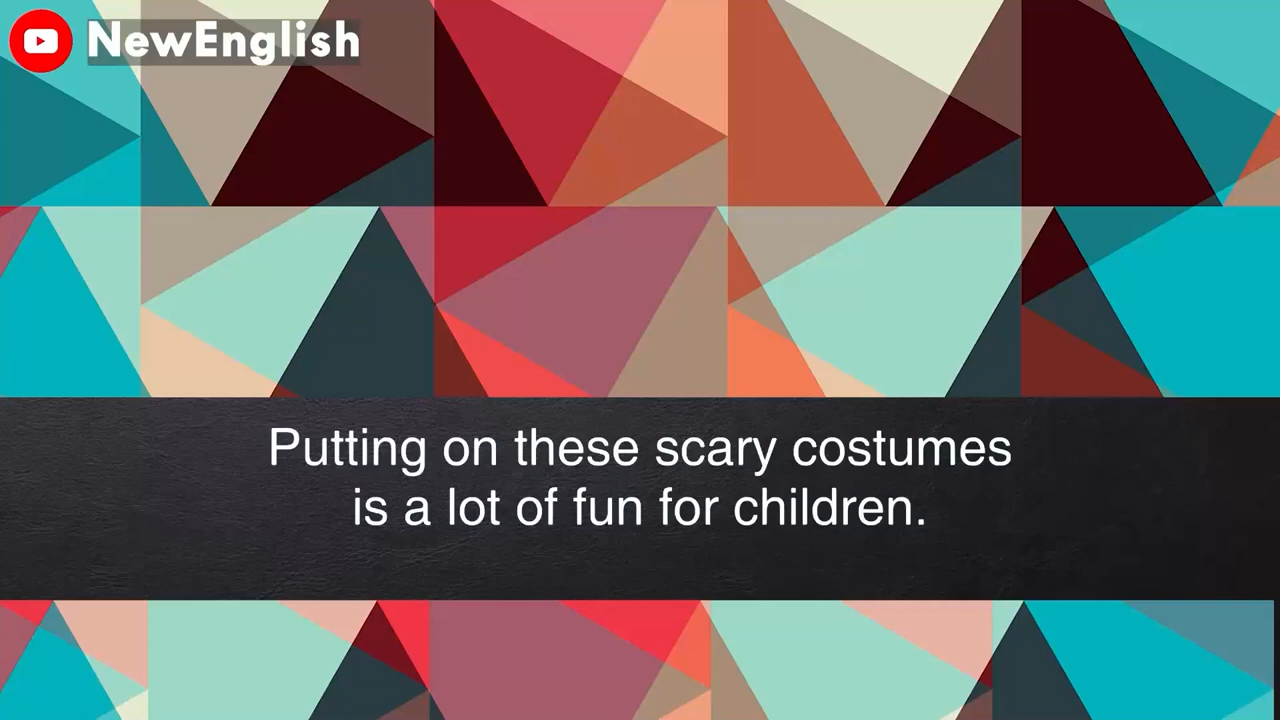 NewEnglish
Putting on these scary costumes
is a lot of fun for children.